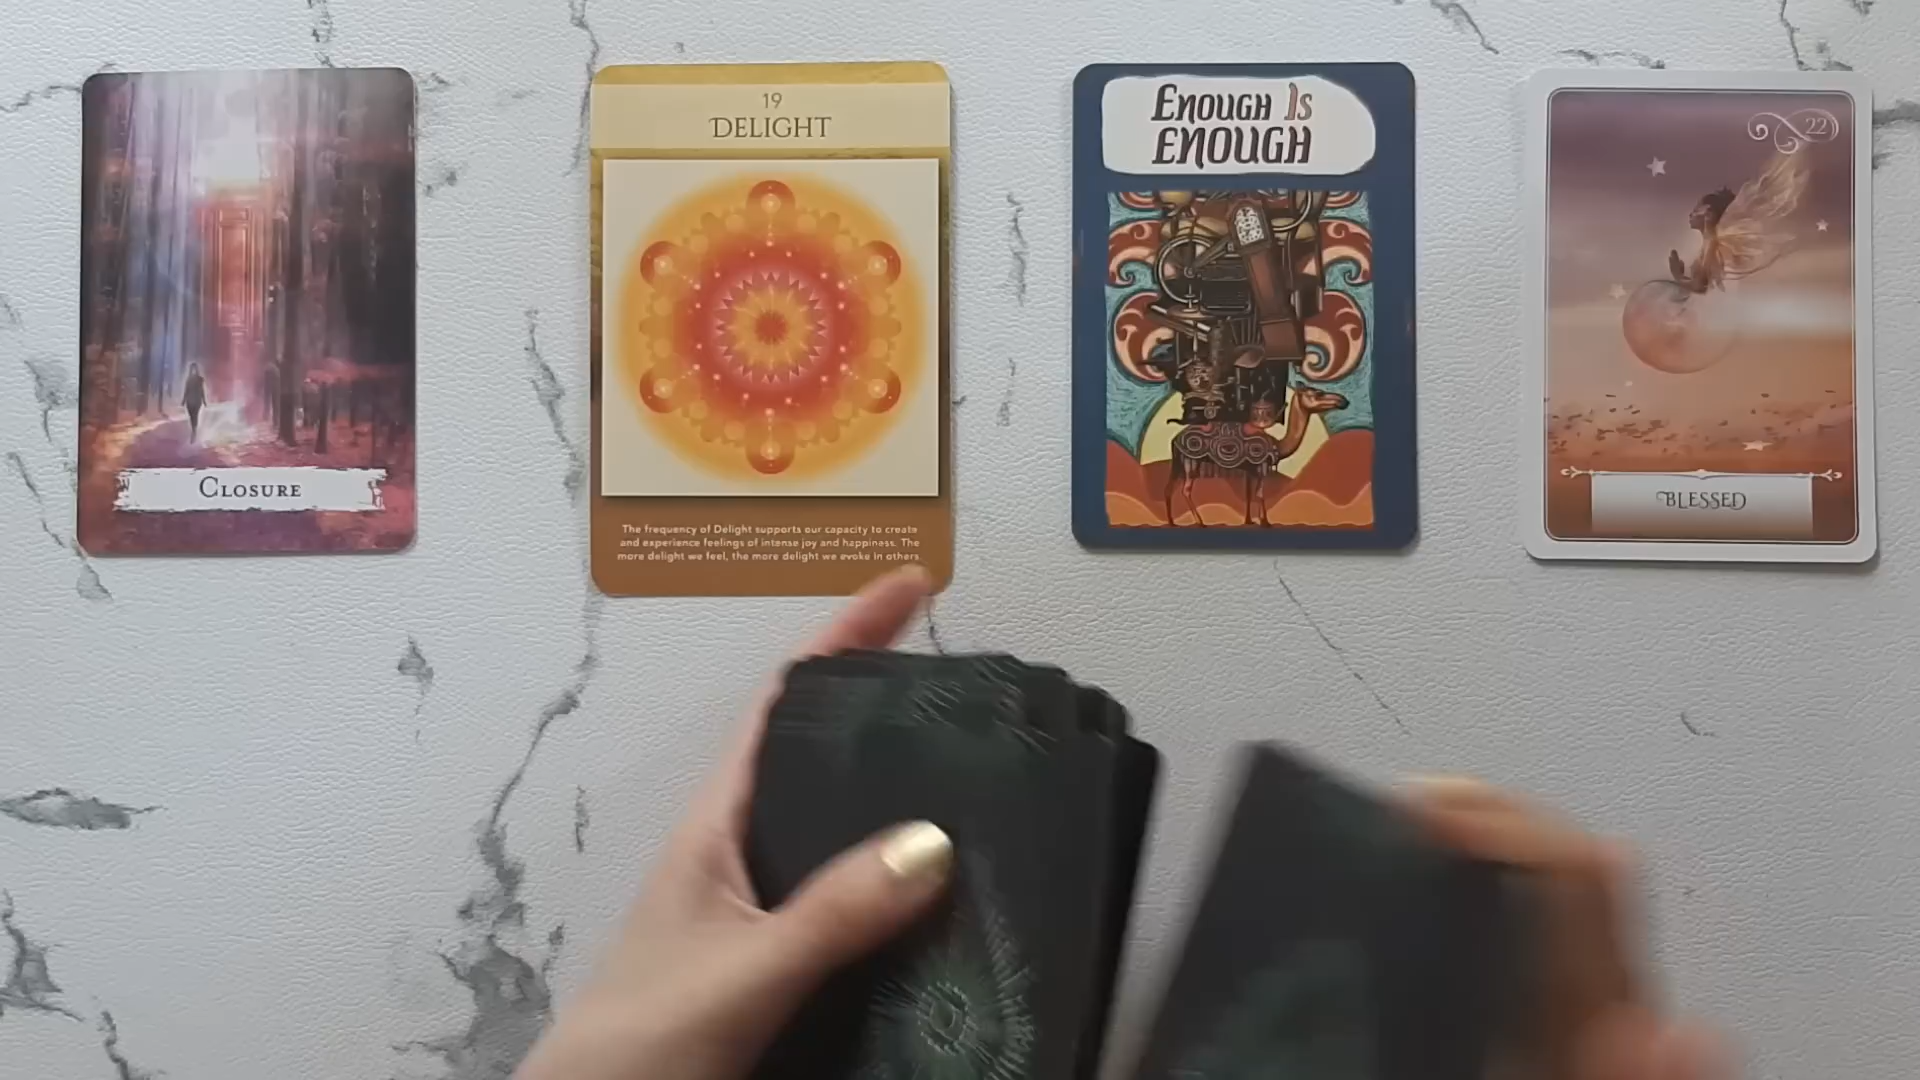 Closure
19
DELIGHT
The frequency of Delight supports our capacity to create
and experience feelings of intense joy and happiness. The
more delight we feel, the more delight we evoke in others.
Enough Is
ENOUGH
22
BLESSED